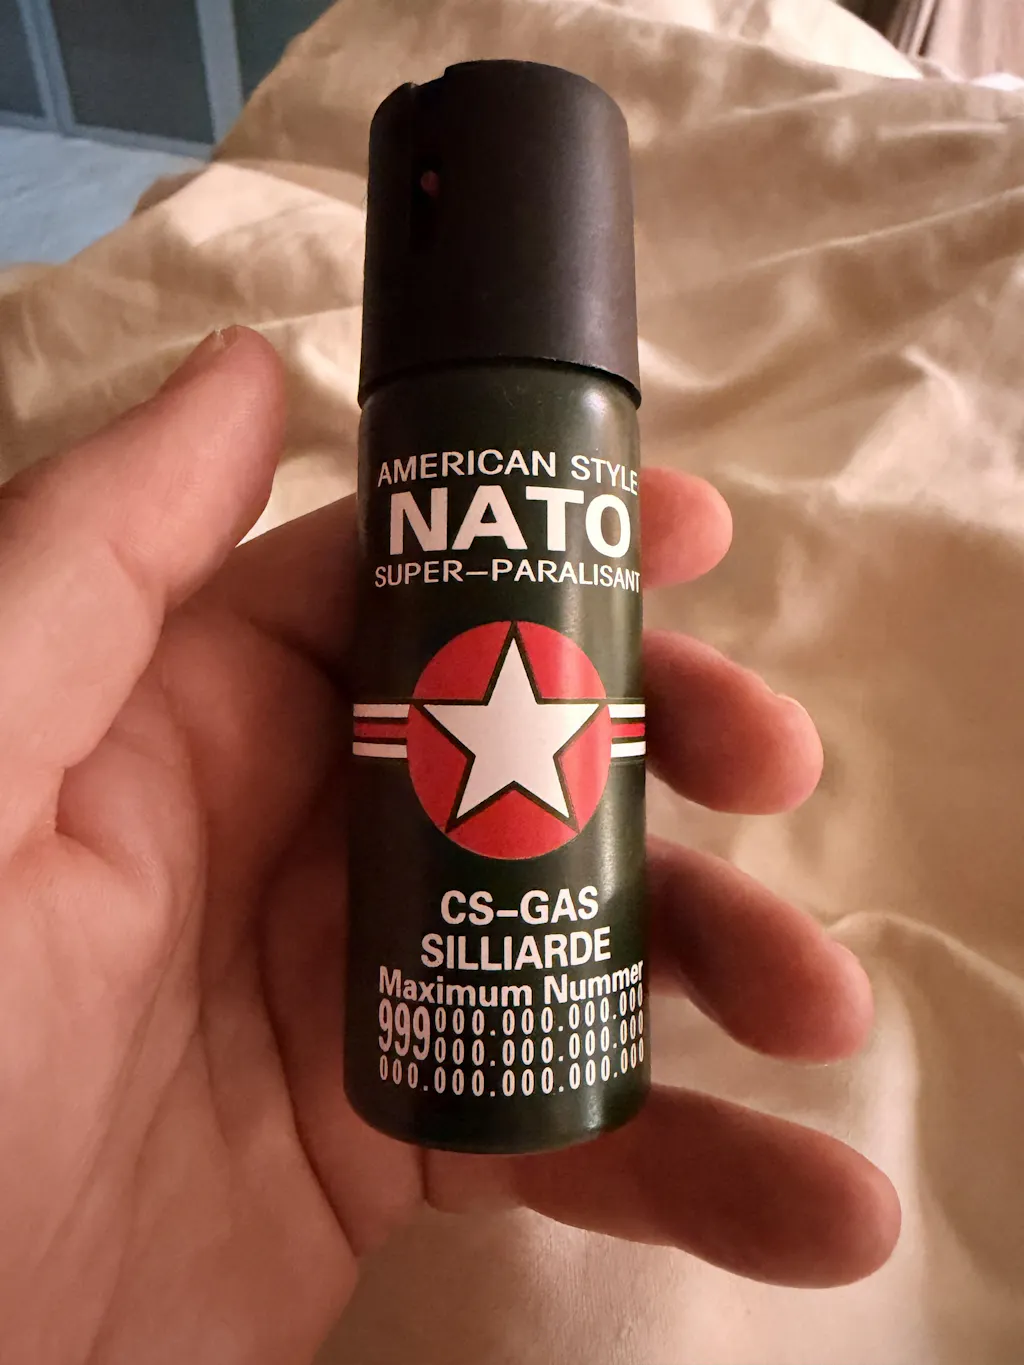 AMERICAN STYLE
NATO
SUPER-PARALISANT
CS-GAS
SILLIARDE
Maximum Nummer
999000.000.000.000
000.000.000.000
000.000.000.000.000